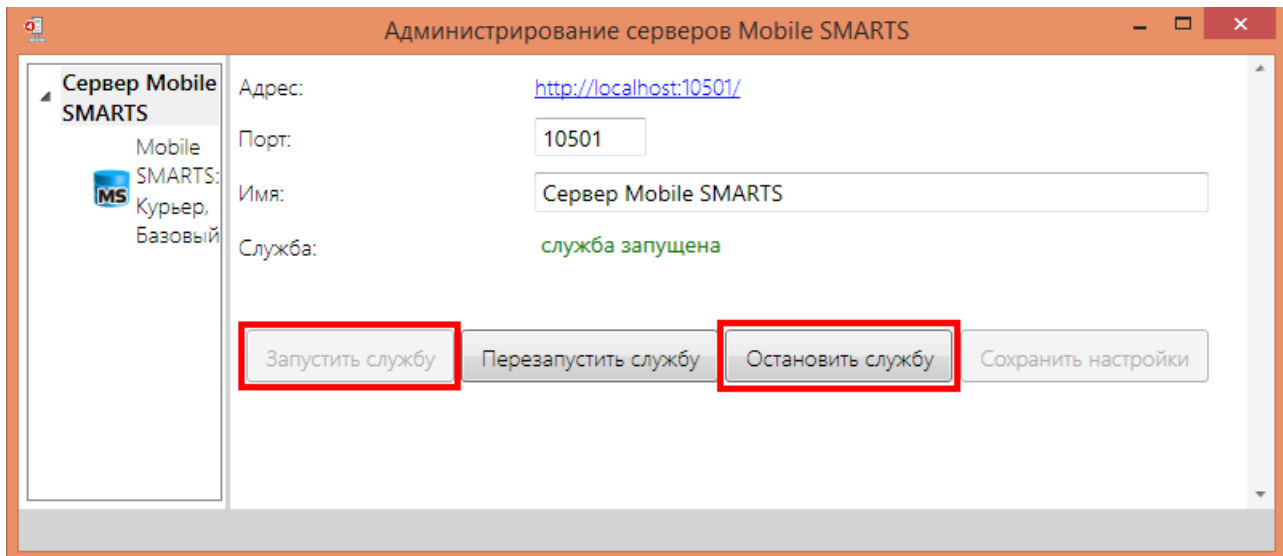 Администрирование серверов Mobile SMARTS
Сервер Mobile
SMARTS
Mobile
SMARTS:
Курьер,
Базовый
MS
Адрес: http://localhost:10501/
Порт: 10501
Имя: Сервер Mobile SMARTS
Служба: служба запущена
Запустить службу Перезапустить службу Остановить службу Сохранить настройки